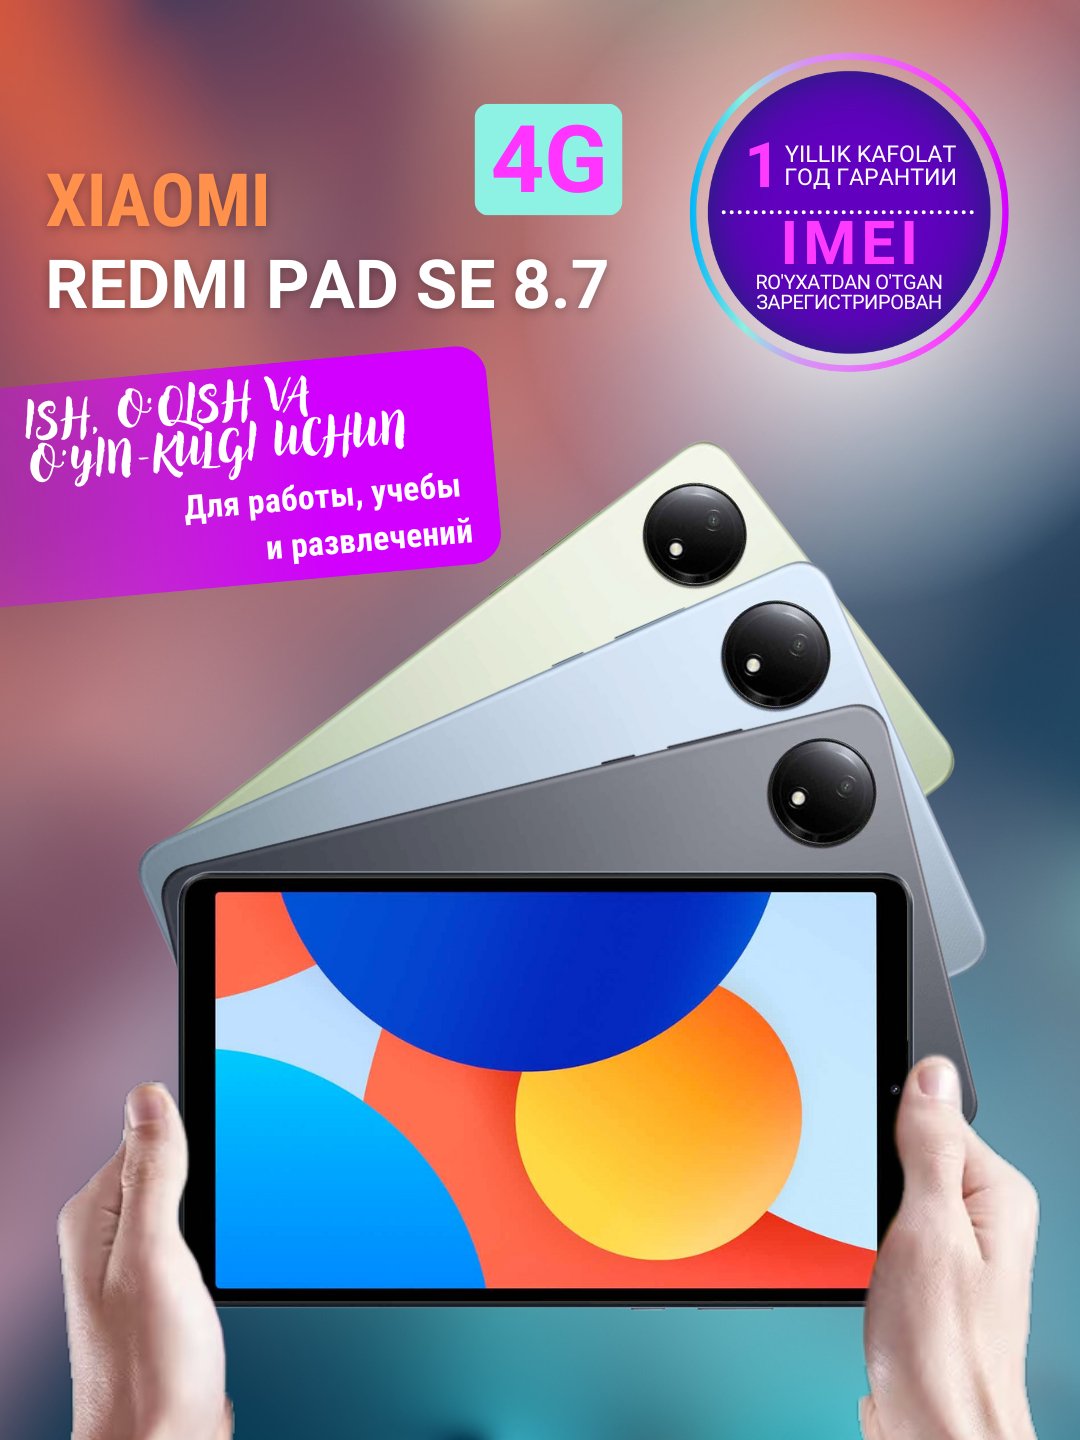 4G
XIAOMI
REDMI PAD SE 8.7
1 YILLIK KAFOLAT
ГОД ГАРАНТИИ
IMEI
RO'YXATDAN O'TGAN
ЗАРЕГИСТРИРОВАН
ISH, O'QISH VA
O'YIN-KULGI UCHUN
Для работы, учебы
и развлечений